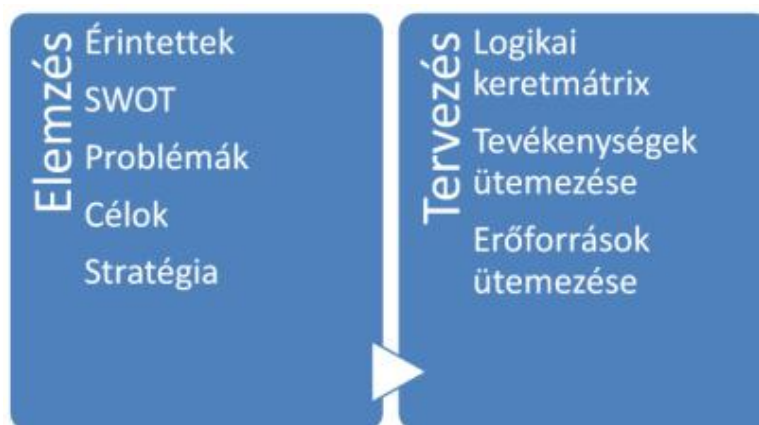 Elemzés
Érintettek
SWOT
Problémák
Célok
Stratégia
Tervezés
Logikai
keretmátrix
Tevékenységek
ütemezése
Erőforrások
ütemezése